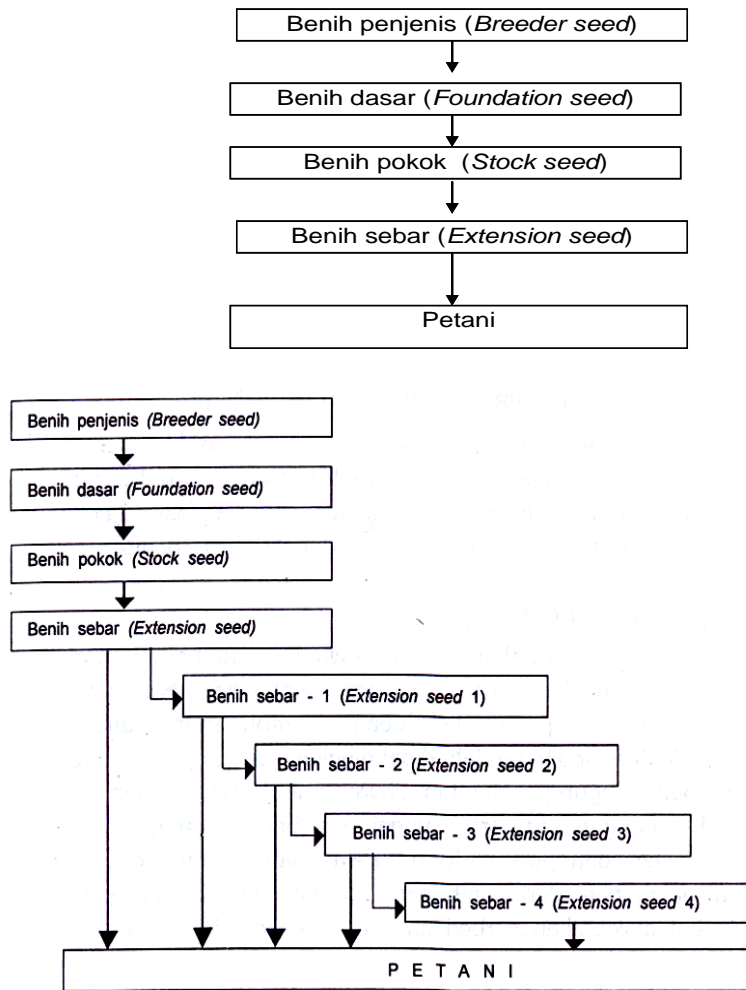 Benih penjenis (Breeder seed)
Benih dasar (Foundation seed)
Benih pokok (Stock seed)
Benih sebar (Extension seed)
Petani
Benih penjenis (Breeder seed)
Benih dasar (Foundation seed)
Benih pokok (Stock seed)
Benih sebar (Extension seed)
Benih sebar - 1 (Extension seed 1)
Benih sebar - 2 (Extension seed 2)
Benih sebar - 3 (Extension seed 3)
Benih sebar - 4 (Extension seed 4)
P E T A N I